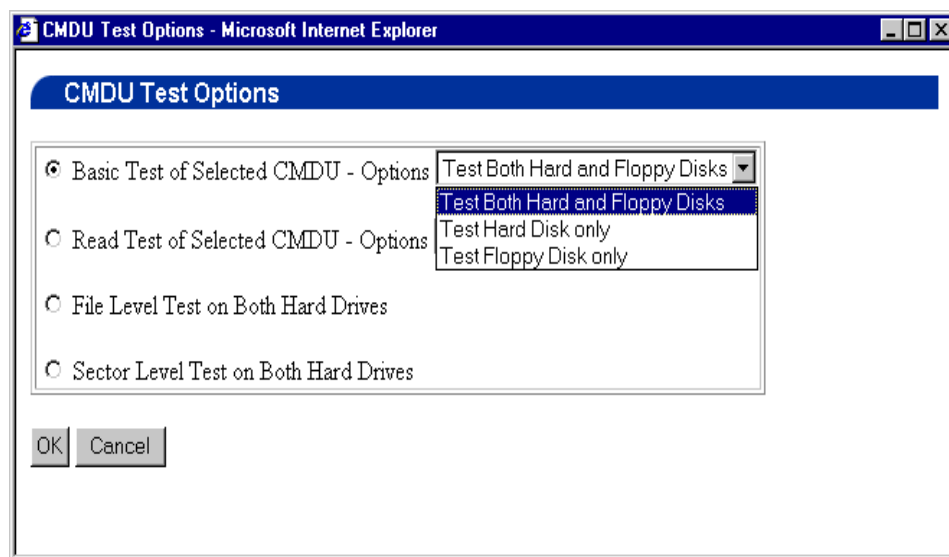 CMDU Test Options - Microsoft Internet Explorer
CMDU Test Options
Basic Test of Selected CMDU - Options Test Both Hard and Floppy Disks
Test Both Hard and Floppy Disks
Test Hard Disk only
Test Floppy Disk only
Read Test of Selected CMDU - Options
File Level Test on Both Hard Drives
Sector Level Test on Both Hard Drives
OK Cancel